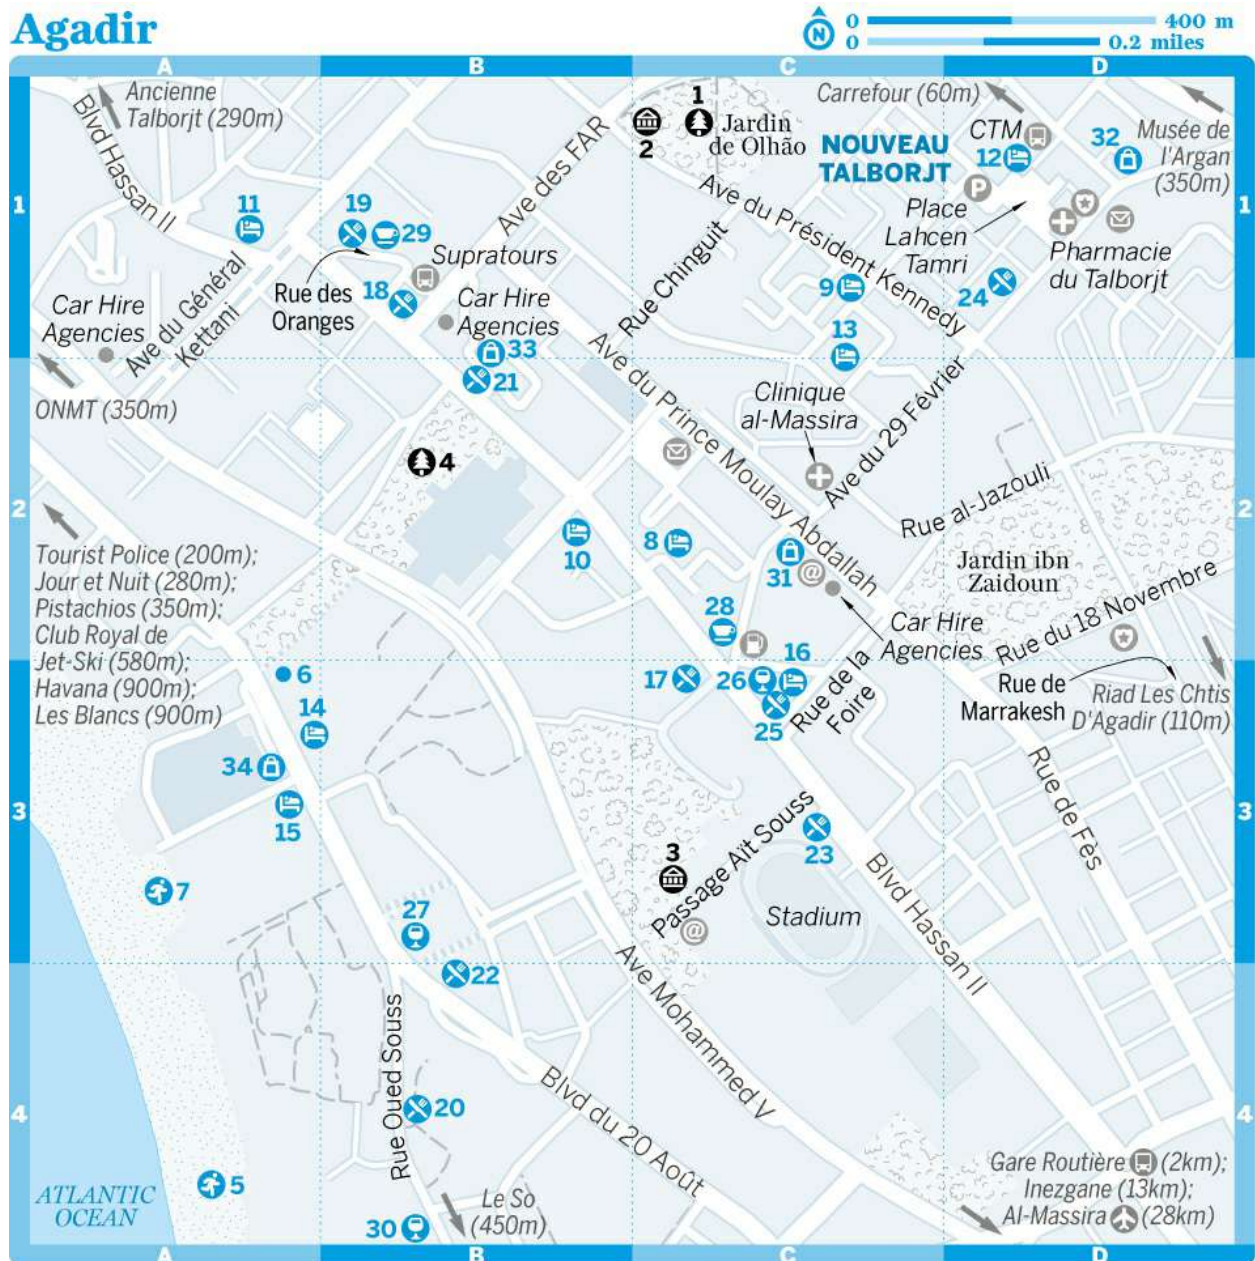 Agadir
N
0 400 m
0 0.2 miles
A B C D
Ancienne
Talborjt (290m)
Blvd Hassan II
1
Jardin
de Olhão
2
Carrefour (60m)
CTM
12
32
Musée de
l'Argan
(350m)
NOUVEAU
TALBORJT
P
1
1
11
19
29
Ave des FAR
Supratours
18
Rue des
Oranges
Ave du Général
Kettani
Car Hire
Agencies
Car Hire
Agencies
33
21
Ave du Président Kennedy
Rue Chinguit
9
13
Place
Lahcen
Tamri
24
Pharmacie
du Talborjt
ONMT (350m)
Ave du Prince Moulay Abdallah
Clinique
al-Massira
Ave du 29 Février
4
2
2
Rue al-Jazouli
Tourist Police (200m);
Jour et Nuit (280m);
Pistachios (350m);
Club Royal de
Jet-Ski (580m);
Havana (900m);
Les Blancs (900m)
10
8
31
@
28
Jardin ibn
Zaidoun
Car Hire
Agencies
Rue du 18 Novembre
6
14
17
26
16
25
Rue de la
Foire
Rue de
Marrakesh
Riad Les Chtis
D'Agadir (110m)
34
15
3
3
Rue de Fès
3
Passage Aït Souss
23
@
Stadium
Blvd Hassan II
7
27
22
Ave Mohammed V
Rue Oued Souss
20
4
4
Blvd du 20 Août
5
ATLANTIC
OCEAN
30
Le So
(450m)
Gare Routière (2km);
Inezgane (13km);
Al-Massira (28km)
A B C D